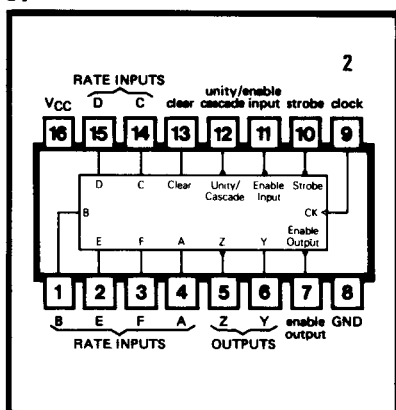 2
RATE INPUTS
unity/enable
VCC D C clear cascade input strobe clock
16 15 14 13 12 11 10 9
D C Clear Unity/ Enable Strobe
Cascade Input
B CK
Enable
E F A Z Y Output
1 2 3 4 5 6 7 8
B E F A Z Y enable GND
output
RATE INPUTS OUTPUTS